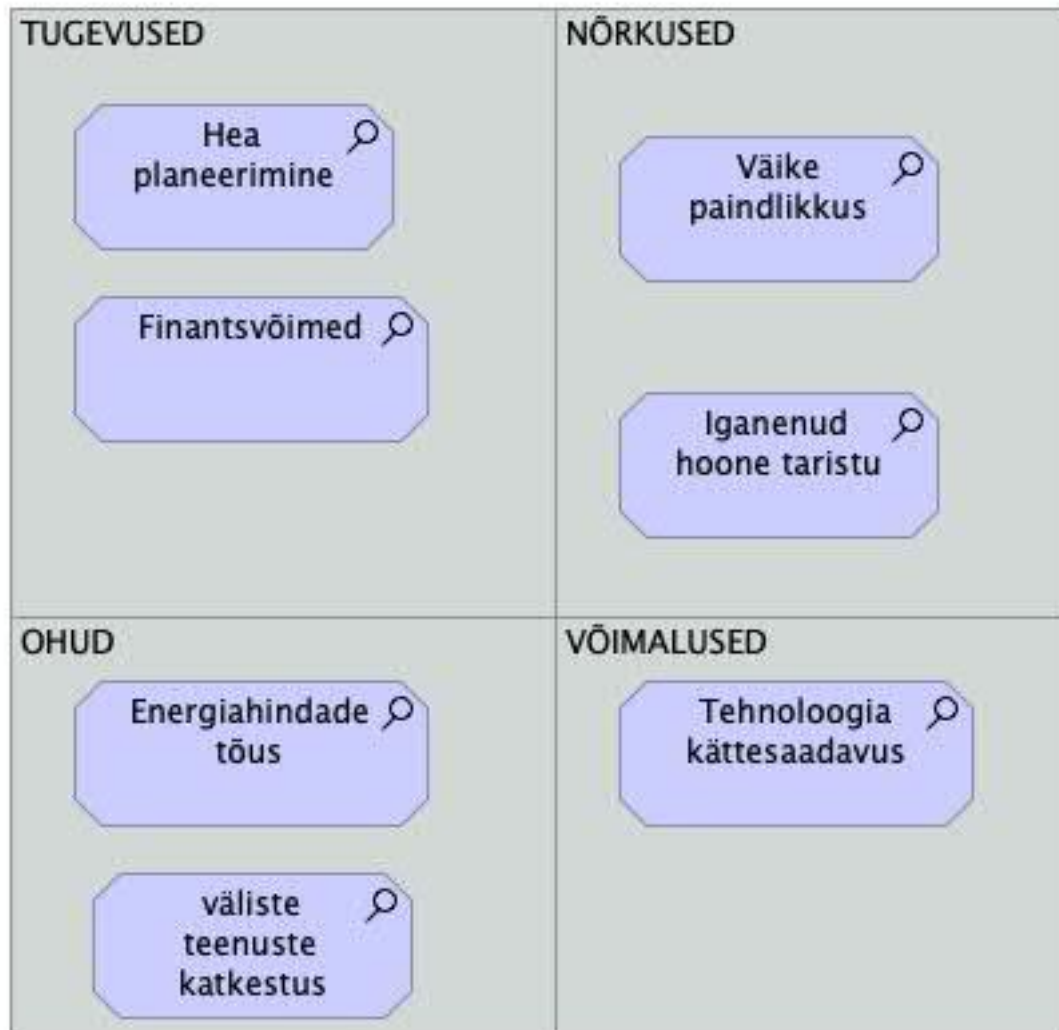 TUGEVUSED
Hea
planeerimine
Finantsvõimed
NÕRKUSED
Väike
paindlikkus
Iganenud
hoone taristu
OHUD
Energiahindade
tõus
väliste
teenuste
katkestus
VÕIMALUSED
Tehnoloogia
kättesaadavus